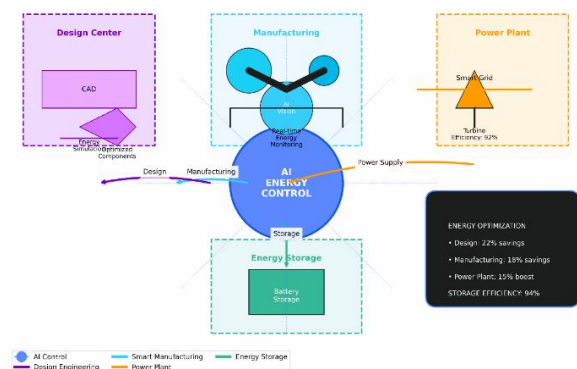 Design Center
Manufacturing
Power Plant
CAD
AI
Vision
Smart Grid
Energy
Simulation
Optimized
Components
Real-time
Energy
Monitoring
Turbine
Efficiency: 92%
Design
Manufacturing
Power Supply
AI
ENERGY
CONTROL
Storage
Energy Storage
Battery
Storage
ENERGY OPTIMIZATION
• Design: 22% savings
• Manufacturing: 18% savings
• Power Plant: 15% boost
STORAGE EFFICIENCY: 94%
AI Control
Smart Manufacturing
Energy Storage
Design Engineering
Power Plant